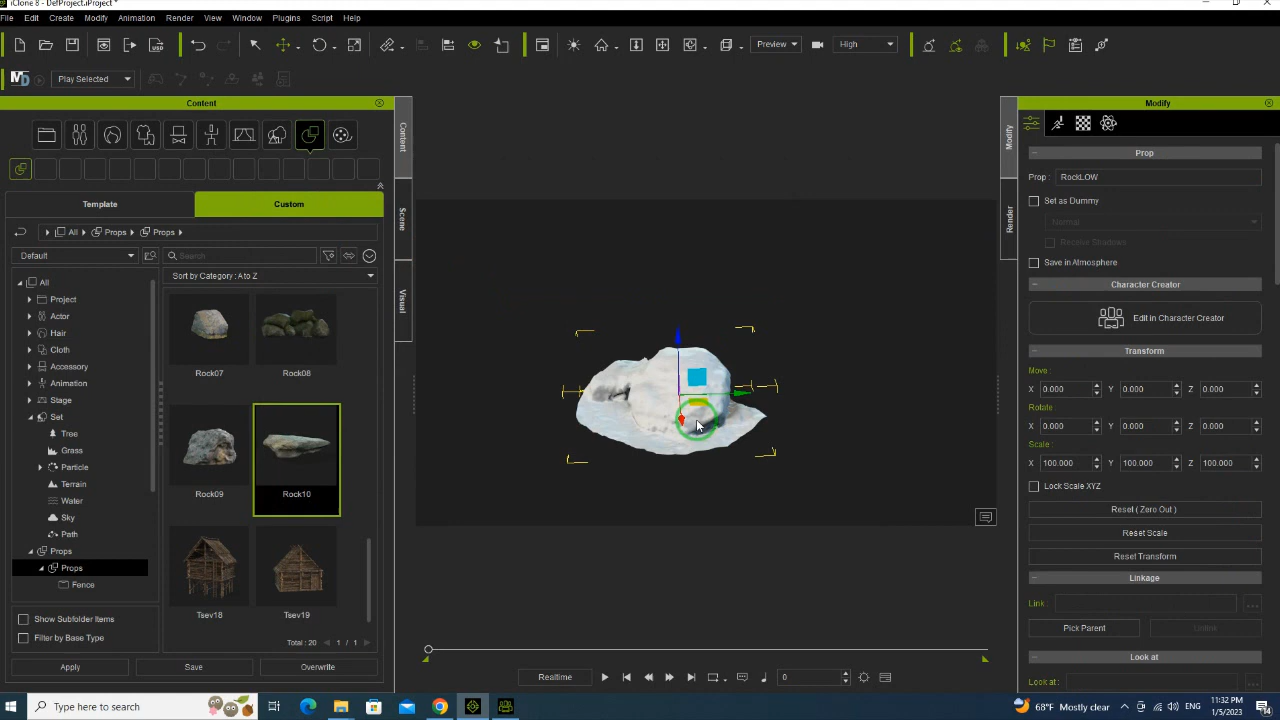 iClone 8 - DefProject.iProject *
File Edit Create Modify Animation Render View Window Plugins Script Help
Preview High
Play Selected
Content
Template Custom
All Props Props
Default Search
Sort by Category : A to Z
All
Project
Actor
Hair
Cloth
Accessory
Animation
Stage
Set
Tree
Grass
Particle
Terrain
Water
Sky
Path
Props
Props
Fence
Rock07 Rock08
Rock09 Rock10
Tsev18 Tsev19
Show Subfolder Items
Filter by Base Type
Total : 20 1 / 1
Apply Save Overwrite
Content
Scene
Visual
Modify
Render
Modify
Prop
Prop : RockLOW
Set as Dummy
Normal
Receive Shadows
Save in Atmosphere
Character Creator
Edit in Character Creator
Transform
Move :
X 0.000 Y 0.000 Z 0.000
Rotate
X 0.000 Y 0.000 Z 0.000
Scale :
X 100.000 Y 100.000 Z 100.000
Lock Scale XYZ
Reset ( Zero Out )
Reset Scale
Reset Transform
Linkage
Link :
Pick Parent Unlink
Look at
Look at :
Realtime 0
Type here to search
68°F Mostly clear ENG 11:32 PM
1/5/2023